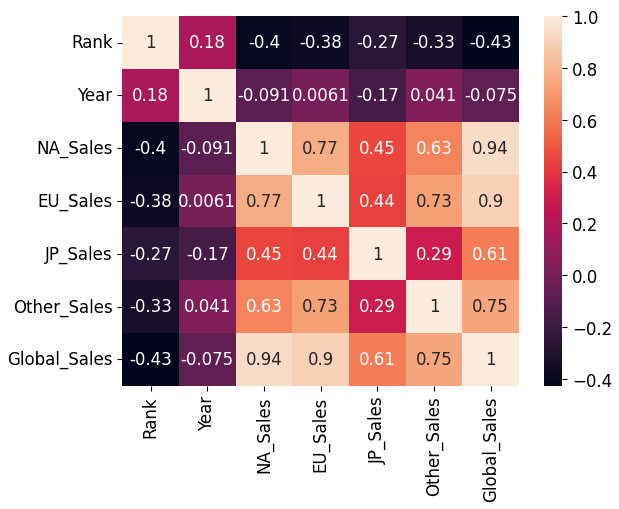 Rank 1 0.18 -0.4 -0.38 -0.27 -0.33 -0.43
Year 0.18 1 -0.091 0.0061 -0.17 0.041 -0.075
NA_Sales -0.4 -0.091 1 0.77 0.45 0.63 0.94
EU_Sales -0.38 0.0061 0.77 1 0.44 0.73 0.9
JP_Sales -0.27 -0.17 0.45 0.44 1 0.29 0.61
Other_Sales -0.33 0.041 0.63 0.73 0.29 1 0.75
Global_Sales -0.43 -0.075 0.94 0.9 0.61 0.75 1
Rank Year NA_Sales EU_Sales JP_Sales Other_Sales Global_Sales
1.0
0.8
0.6
0.4
0.2
0.0
−0.2
−0.4